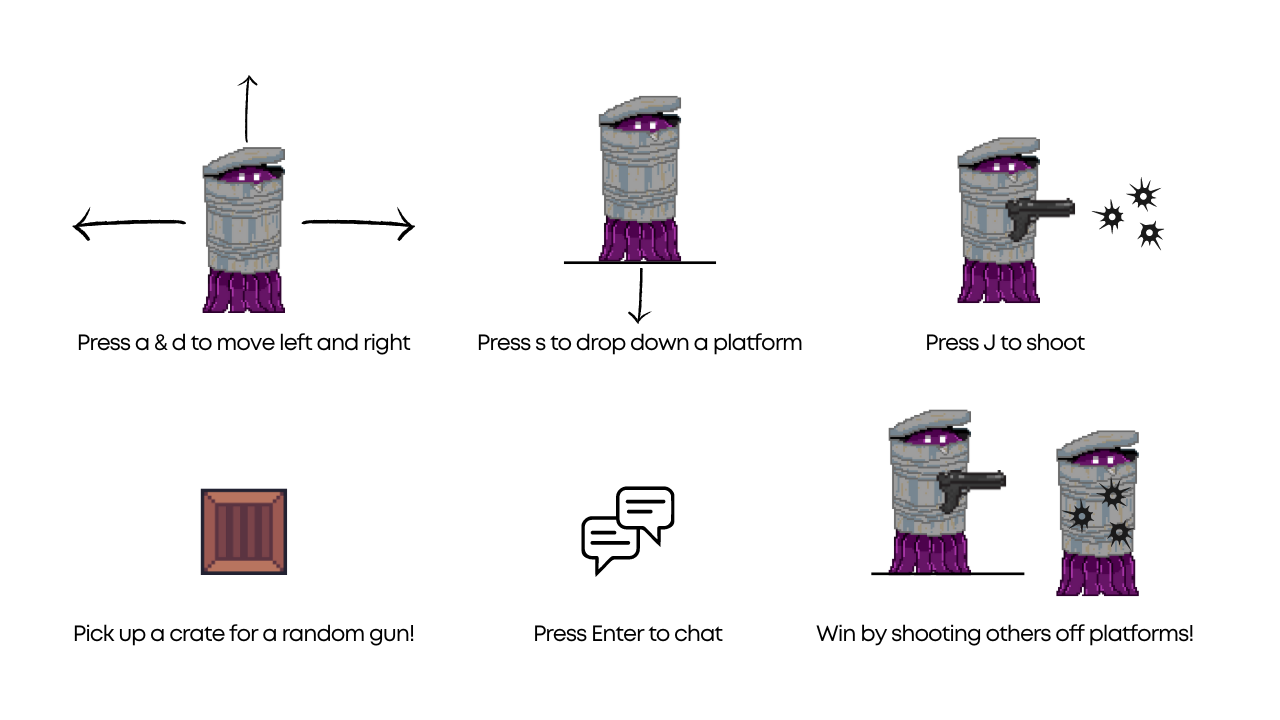 Press a & d to move left and right
Press s to drop down a platform
Press J to shoot
Pick up a crate for a random gun!
Press Enter to chat
Win by shooting others off platforms!